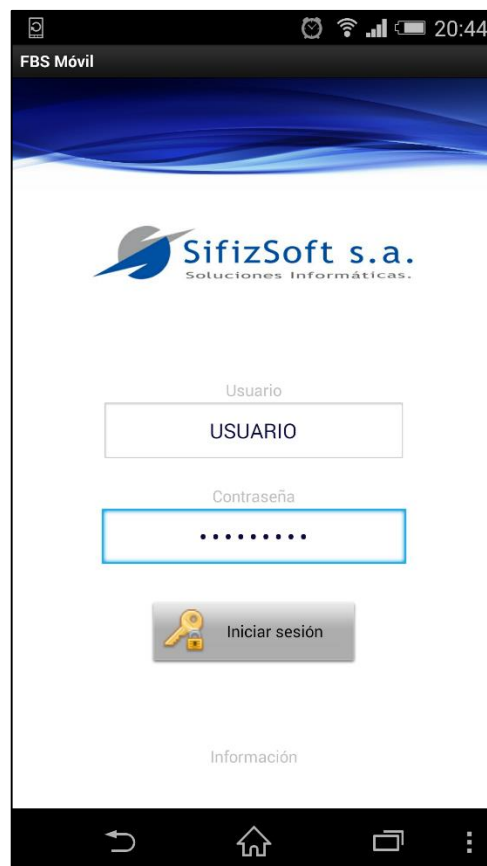 20:44
FBS Móvil
SifizSoft s.a.
Soluciones Informáticas.
Usuario
USUARIO
Contraseña
•••••••••
Iniciar sesión
Información